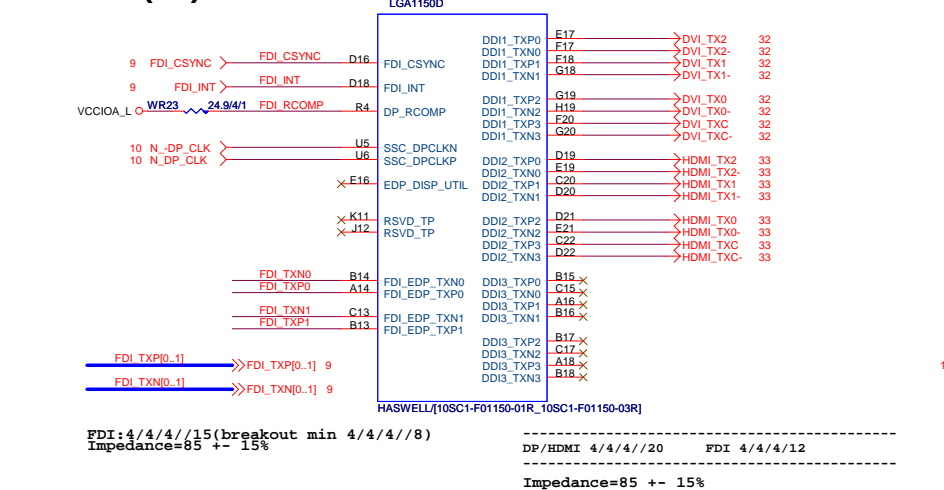 LGA1150D
DDI1_TXP0 E17 DVI_TX2 32
DDI1_TXN0 F17 DVI_TX2- 32
9 FDI_CSYNC FDI_CSYNC D16 FDI_CSYNC DDI1_TXP1 F18 DVI_TX1 32
DDI1_TXN1 G18 DVI_TX1- 32
9 FDI_INT FDI_INT D18 FDI_INT
DDI1_TXP2 G19 DVI_TX0 32
VCCIOA_L WR23 24.9/4/1 FDI_RCOMP R4 DP_RCOMP DDI1_TXN2 H19 DVI_TX0- 32
DDI1_TXP3 F20 DVI_TXC 32
DDI1_TXN3 G20 DVI_TXC- 32
10 N_-DP_CLK U5 SSC_DPCLKN
10 N_DP_CLK U6 SSC_DPCLKP DDI2_TXP0 D19 HDMI_TX2 33
DDI2_TXN0 E19 HDMI_TX2- 33
E16 EDP_DISP_UTIL DDI2_TXP1 C20 HDMI_TX1 33
DDI2_TXN1 D20 HDMI_TX1- 33
K11 RSVD_TP DDI2_TXP2 D21 HDMI_TX0 33
J12 RSVD_TP DDI2_TXN2 E21 HDMI_TX0- 33
DDI2_TXP3 C22 HDMI_TXC 33
DDI2_TXN3 D22 HDMI_TXC- 33
FDI_TXN0 B14 FDI_EDP_TXN0 DDI3_TXP0 B15
FDI_TXP0 A14 FDI_EDP_TXP0 DDI3_TXN0 C15
DDI3_TXP1 A16
FDI_TXN1 C13 FDI_EDP_TXN1 DDI3_TXN1 B16
FDI_TXP1 B13 FDI_EDP_TXP1
DDI3_TXP2 B17
DDI3_TXN2 C17
FDI_TXP[0..1] FDI_TXP[0..1] 9 DDI3_TXP3 A18
DDI3_TXN3 B18
FDI_TXN[0..1] FDI_TXN[0..1] 9
HASWELL/[10SC1-F01150-01R_10SC1-F01150-03R]
FDI:4/4/4//15(breakout min 4/4/4//8)
Impedance=85 +- 15%
DP/HDMI 4/4/4//20 FDI 4/4/4/12
Impedance=85 +- 15%